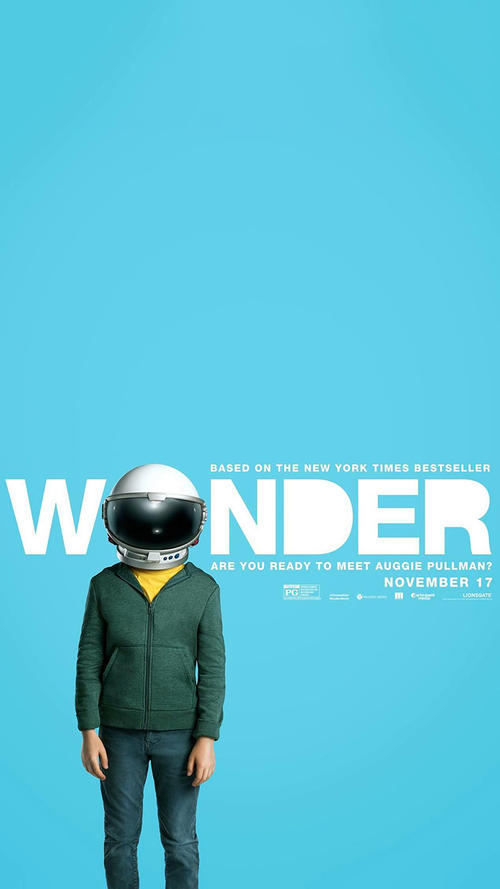 BASED ON THE NEW YORK TIMES BESTSELLER
WONDER
ARE YOU READY TO MEET AUGGIE PULLMAN?
NOVEMBER 17
PG
LIONSGATE